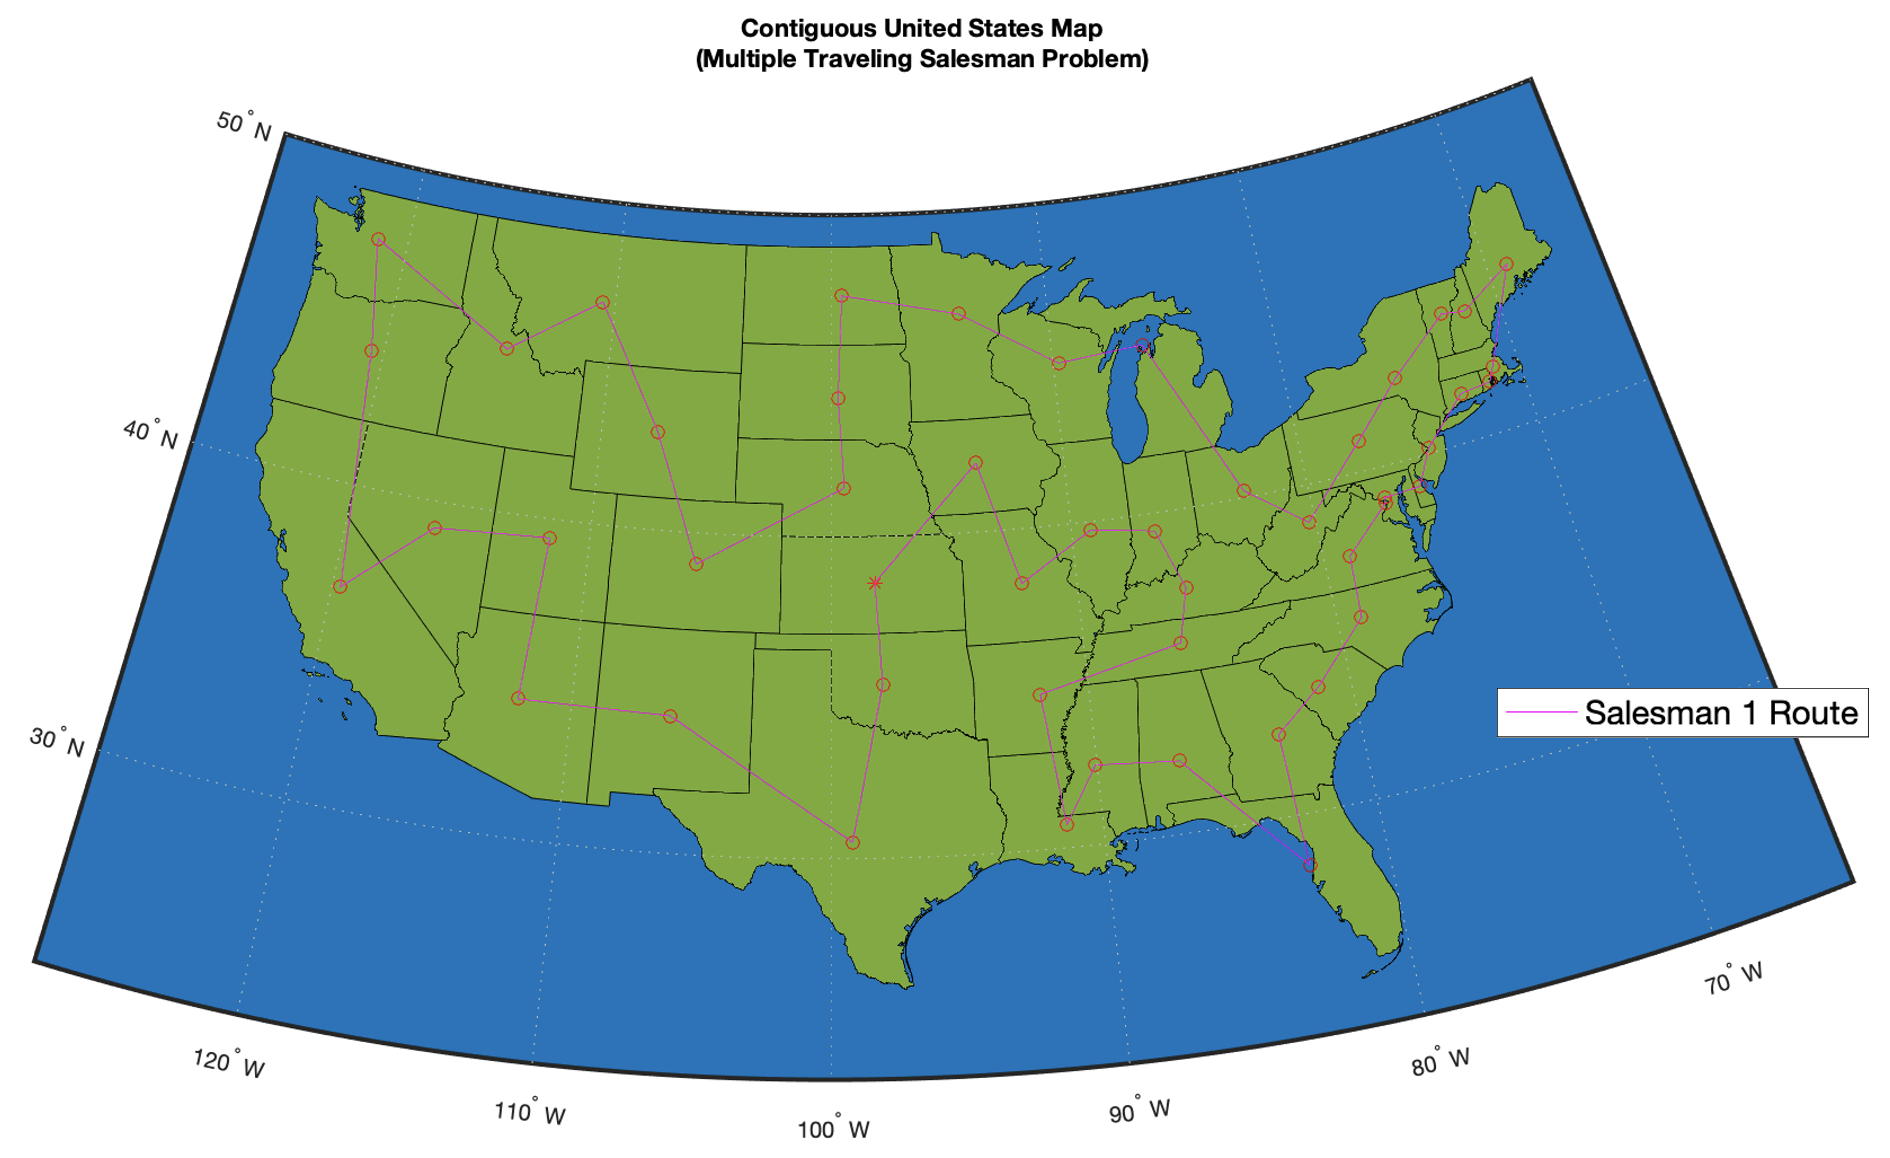 Contiguous United States Map
(Multiple Traveling Salesman Problem)
50° N
40° N
30° N
Salesman 1 Route
120° W
110° W
100° W
90° W
80° W
70° W